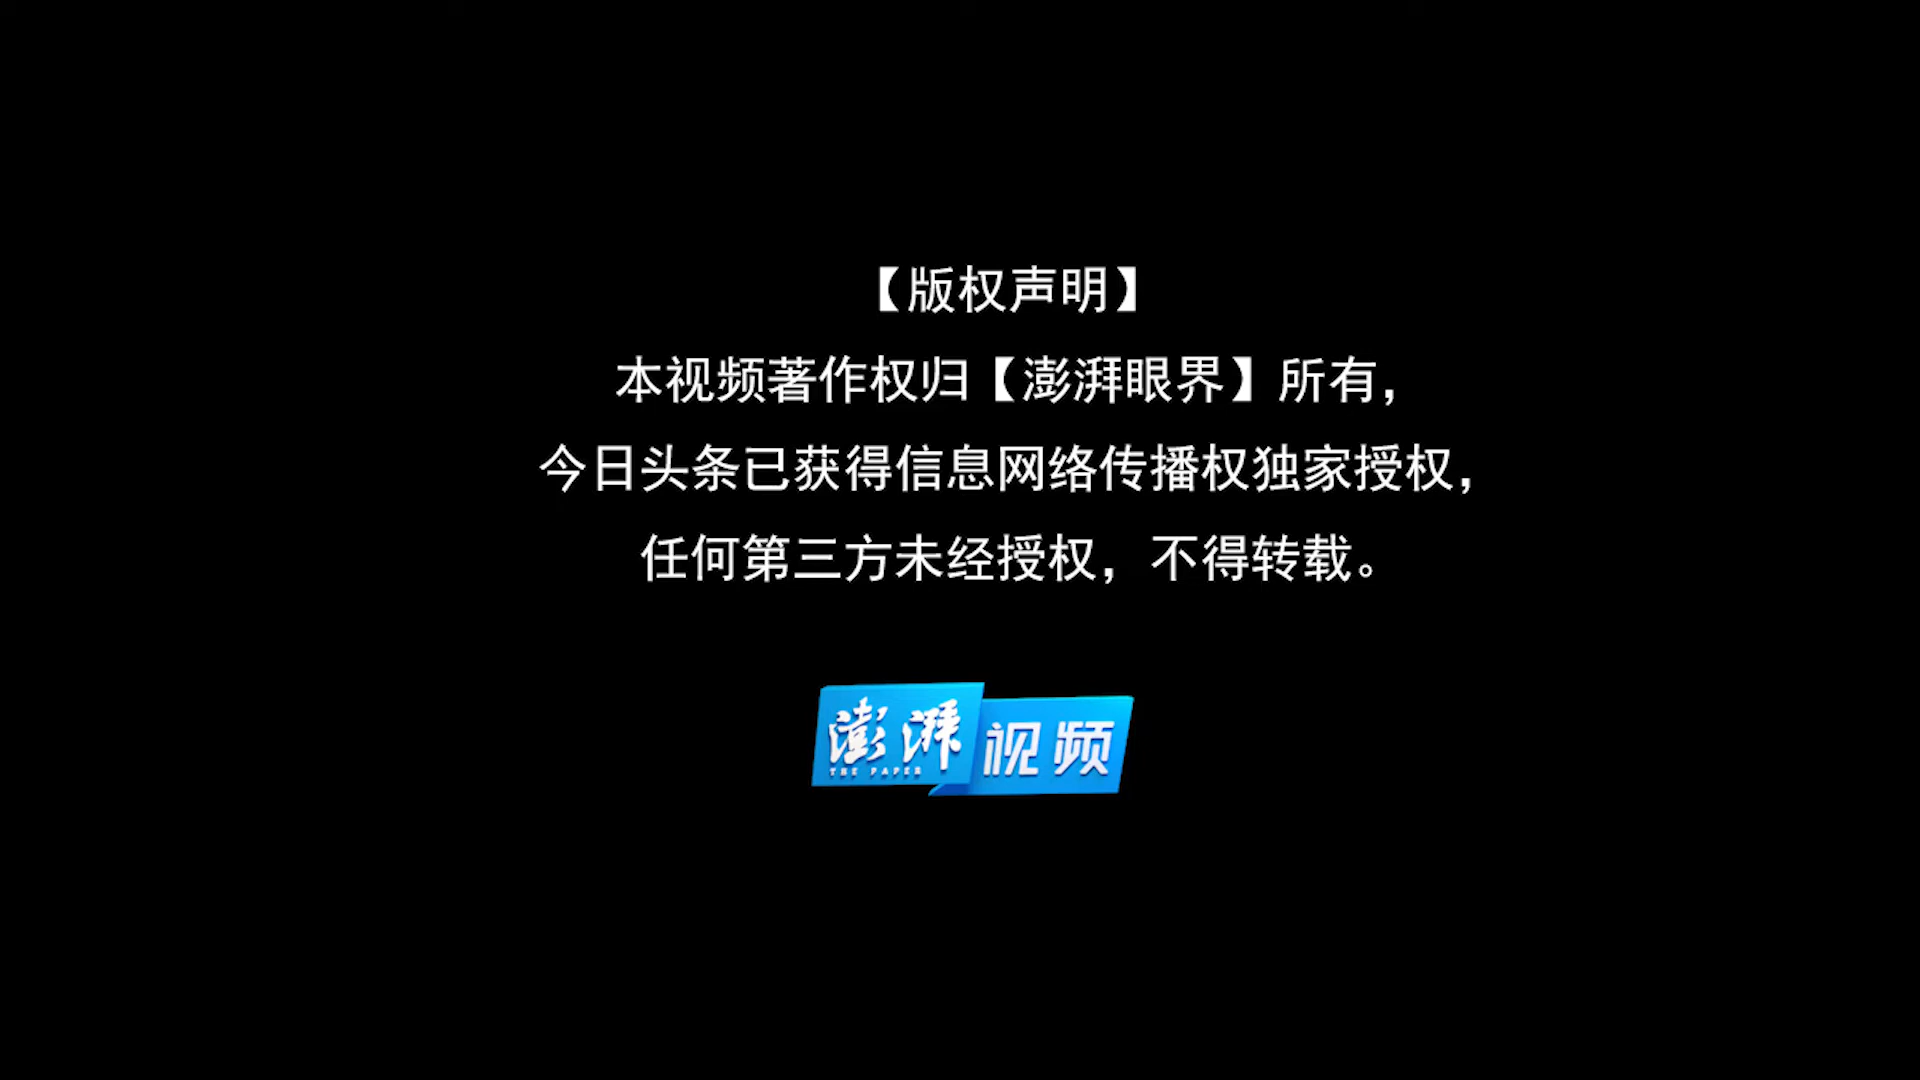 【版权声明】
本视频著作权归【澎湃眼界】所有，
今日头条已获得信息网络传播权独家授权，
任何第三方未经授权，不得转载。
澎湃 视频
THE PAPER